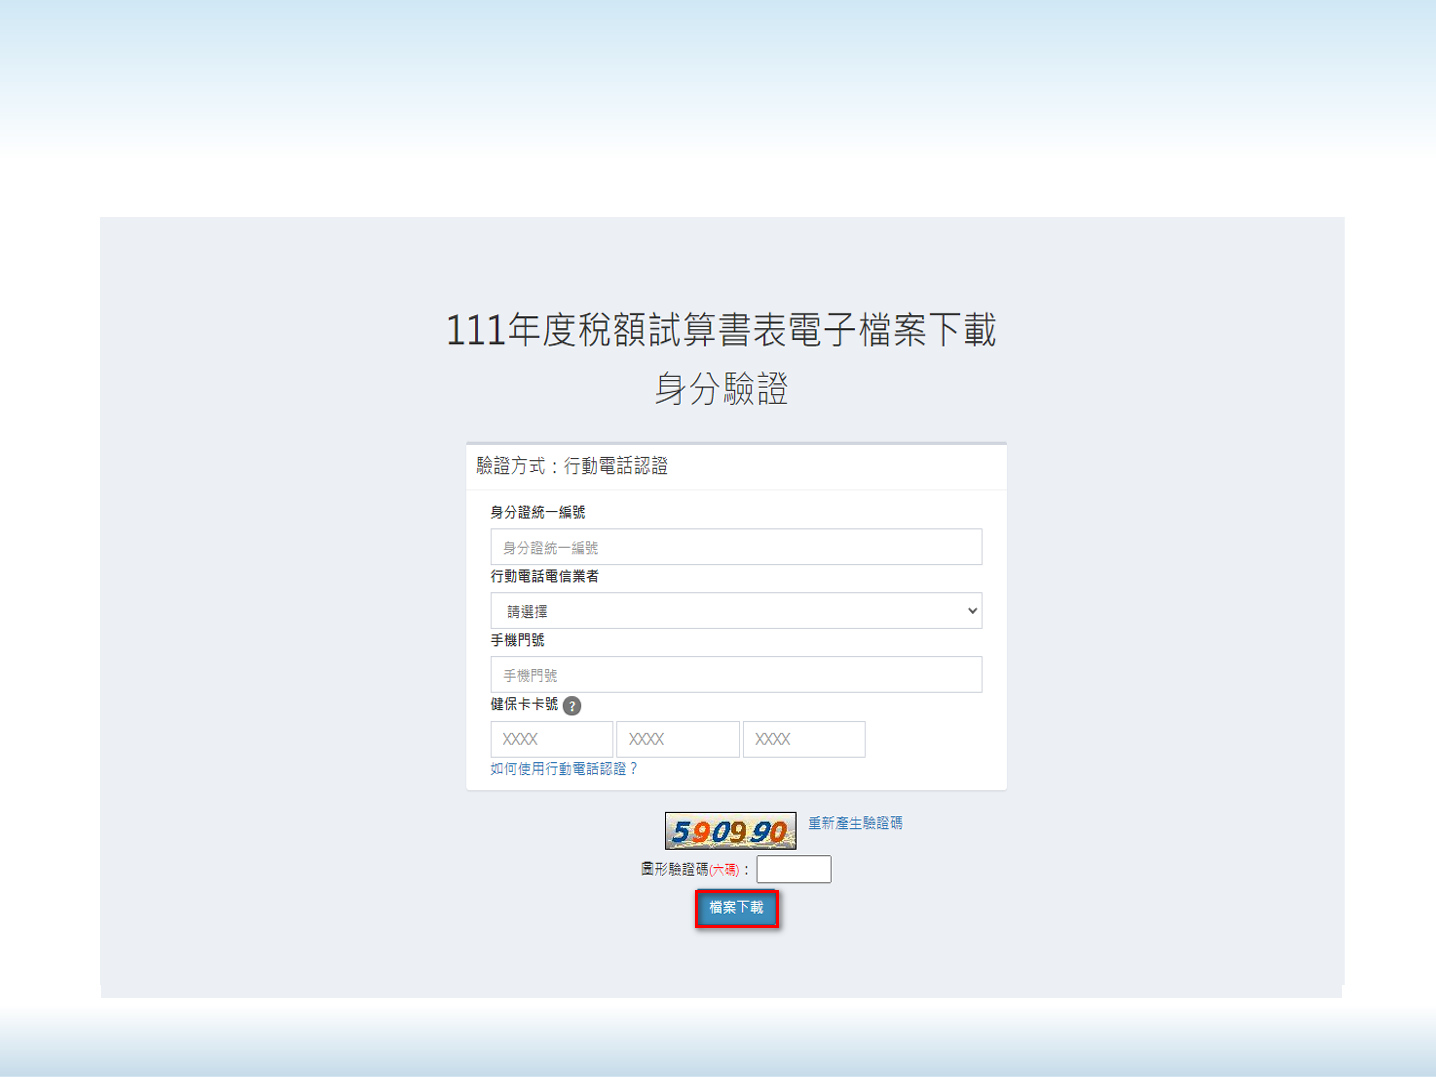 111年度稅額試算書表電子檔案下載
身分驗證
驗證方式：行動電話認證
身分證統一編號
身分證統一編號
行動電話電信業者
請選擇
手機門號
手機門號
健保卡卡號 ?
XXXX XXXX XXXX
如何使用行動電話認證？
590990 重新產生驗證碼
圖形驗證碼(六碼)：
檔案下載